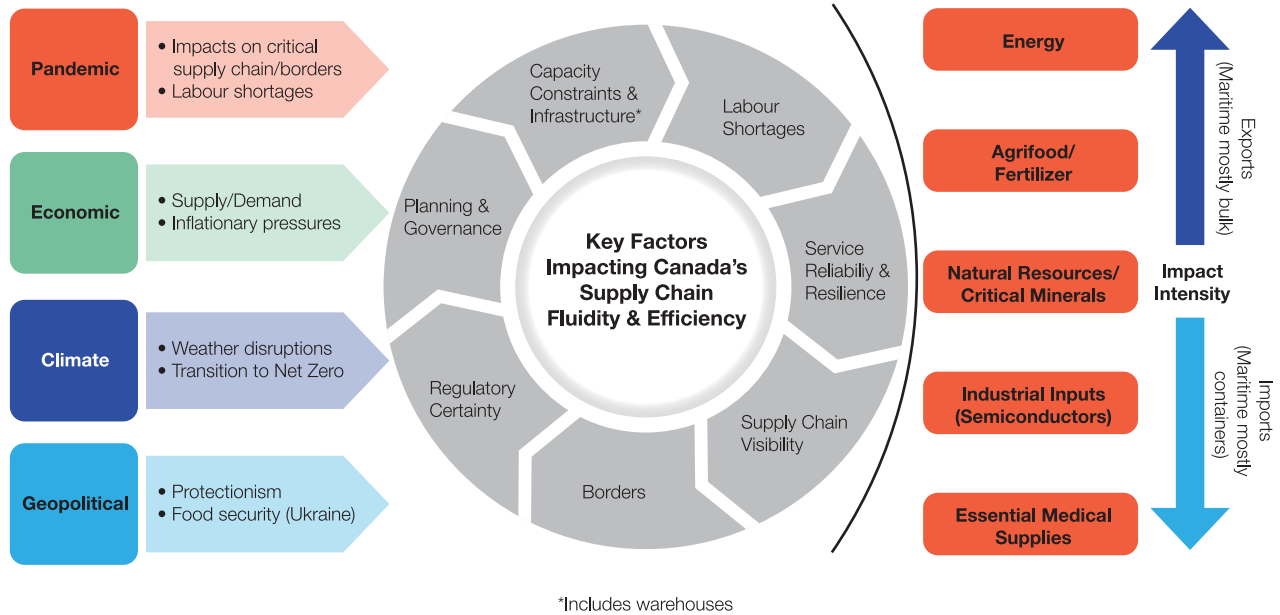 Pandemic
• Impacts on critical
supply chain/borders
• Labour shortages
Economic
• Supply/Demand
• Inflationary pressures
Climate
• Weather disruptions
• Transition to Net Zero
Geopolitical
• Protectionism
• Food security (Ukraine)
Capacity
Constraints &
Infrastructure*
Labour
Shortages
Service
Reliabiliy &
Resilience
Supply Chain
Visibility
Borders
Regulatory
Certainty
Planning &
Governance
Key Factors
Impacting Canada's
Supply Chain
Fluidity & Efficiency
Energy
Agrifood/
Fertilizer
Natural Resources/
Critical Minerals
Industrial Inputs
(Semiconductors)
Essential Medical
Supplies
Exports
(Maritime mostly bulk)
Impact
Intensity
Imports
(Maritime mostly
containers)
*Includes warehouses